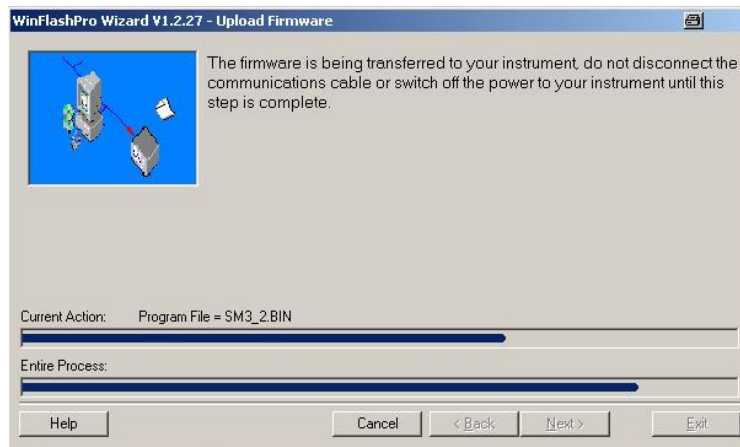 WinFlashPro Wizard V1.2.27 - Upload Firmware
The firmware is being transferred to your instrument, do not disconnect the
communications cable or switch off the power to your instrument until this
step is complete.
Current Action: Program File = SM3_2.BIN
Entire Process:
Help Cancel < Back Next > Exit